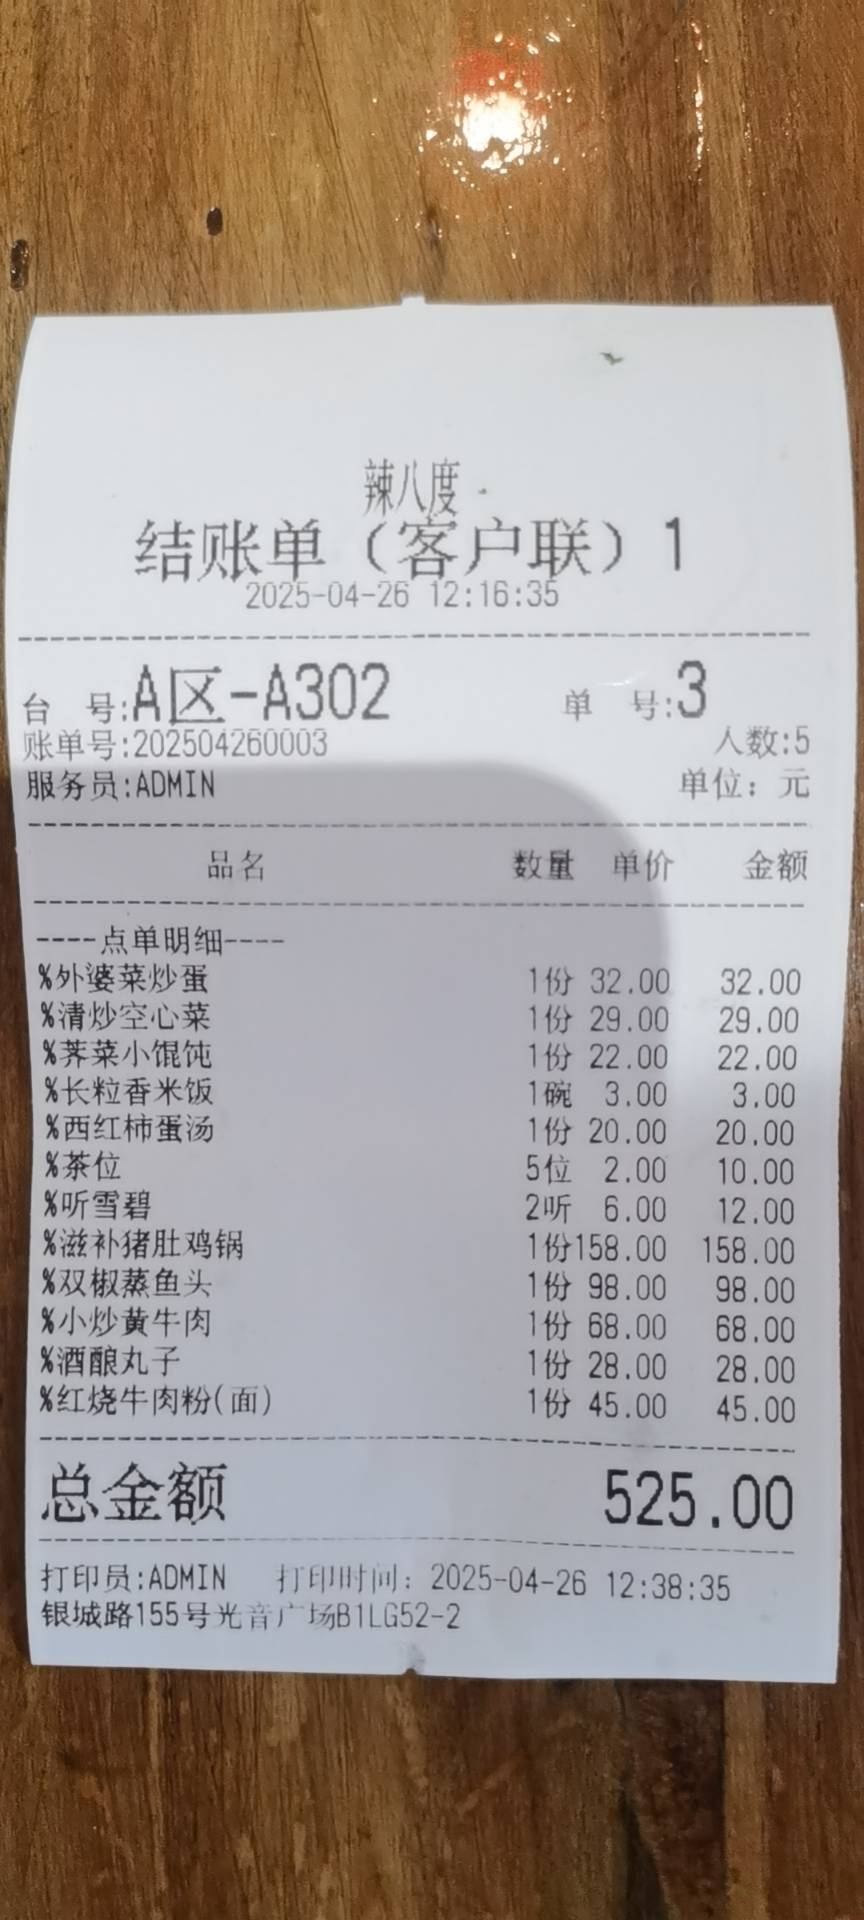 辣八度
结账单（客户联）1
2025-04-26 12:16:35
台 号:A区-A302 单 号:3
账单号:202504260003 人数:5
服务员:ADMIN 单位：元
品名 数量 单价 金额
----点单明细----
%外婆菜炒蛋 1份 32.00 32.00
%清炒空心菜 1份 29.00 29.00
%荠菜小馄饨 1份 22.00 22.00
%长粒香米饭 1碗 3.00 3.00
%西红柿蛋汤 1份 20.00 20.00
%茶位 5位 2.00 10.00
%听雪碧 2听 6.00 12.00
%滋补猪肚鸡锅 1份 158.00 158.00
%双椒蒸鱼头 1份 98.00 98.00
%小炒黄牛肉 1份 68.00 68.00
%酒酿丸子 1份 28.00 28.00
%红烧牛肉粉(面) 1份 45.00 45.00
总金额 525.00
打印员:ADMIN 打印时间：2025-04-26 12:38:35
银城路155号光音广场B1LG52-2